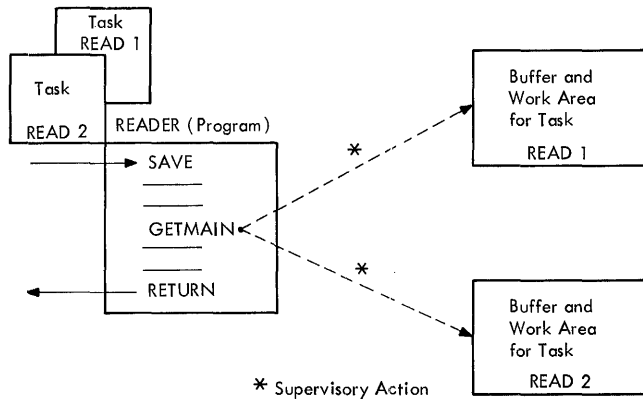 Task
READ 1
Task
READ 2
READER (Program)
SAVE
GETMAIN
RETURN
*
*
Buffer and
Work Area
for Task
READ 1
Buffer and
Work Area
for Task
READ 2
* Supervisory Action